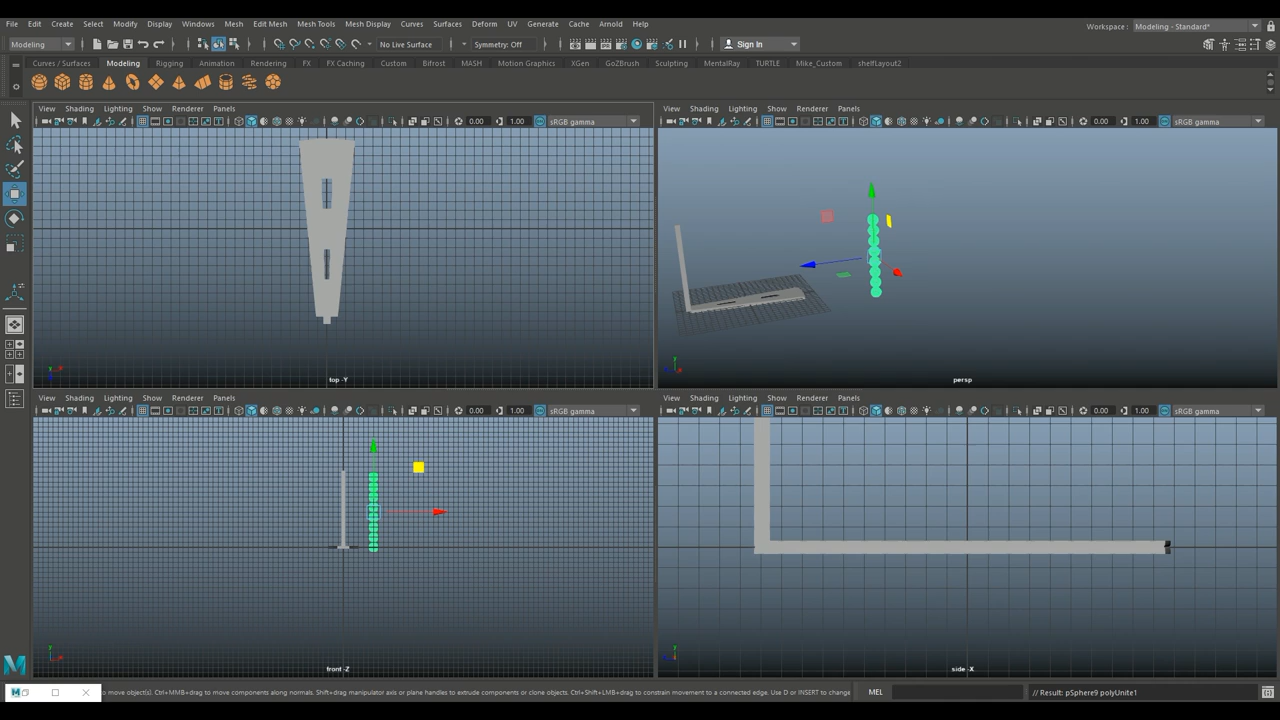 File Edit Create Select Modify Display Windows Mesh Edit Mesh Mesh Tools Mesh Display Curves Surfaces Deform UV Generate Cache Arnold Help
Workspace : Modeling - Standard*
Modeling No Live Surface Symmetry: Off Sign In
Curves / Surfaces Modeling Rigging Animation Rendering FX FX Caching Custom Bifrost MASH Motion Graphics XGen GoZBrush Sculpting MentalRay TURTLE Mike_Custom shelfLayout2
View Shading Lighting Show Renderer Panels
0.00 1.00 sRGB gamma
top -Y
View Shading Lighting Show Renderer Panels
0.00 1.00 sRGB gamma
persp
View Shading Lighting Show Renderer Panels
0.00 1.00 sRGB gamma
front -Z
View Shading Lighting Show Renderer Panels
0.00 1.00 sRGB gamma
side -X
to move object(s). Ctrl+MMB+drag to move components along normals. Shift+drag manipulator axis or plane handles to extrude components or clone objects. Ctrl+Shift+LMB+drag to constrain movement to a connected edge. Use D or INSERT to change
MEL
// Result: pSphere9 polyUnite1